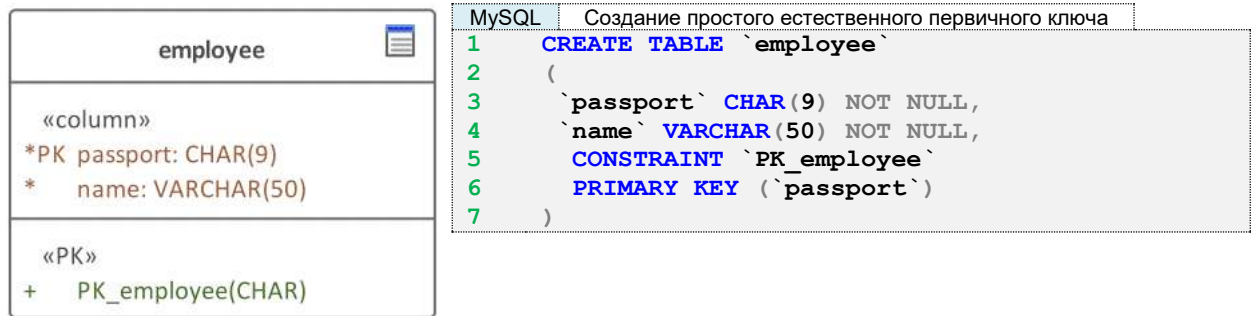 employee
«column»
*PK passport: CHAR(9)
* name: VARCHAR(50)
«PK»
+ PK_employee(CHAR)
MySQL Создание простого естественного первичного ключа
1 CREATE TABLE `employee`
2 (
3 `passport` CHAR(9) NOT NULL,
4 `name` VARCHAR(50) NOT NULL,
5 CONSTRAINT `PK_employee`
6 PRIMARY KEY (`passport`)
7 )